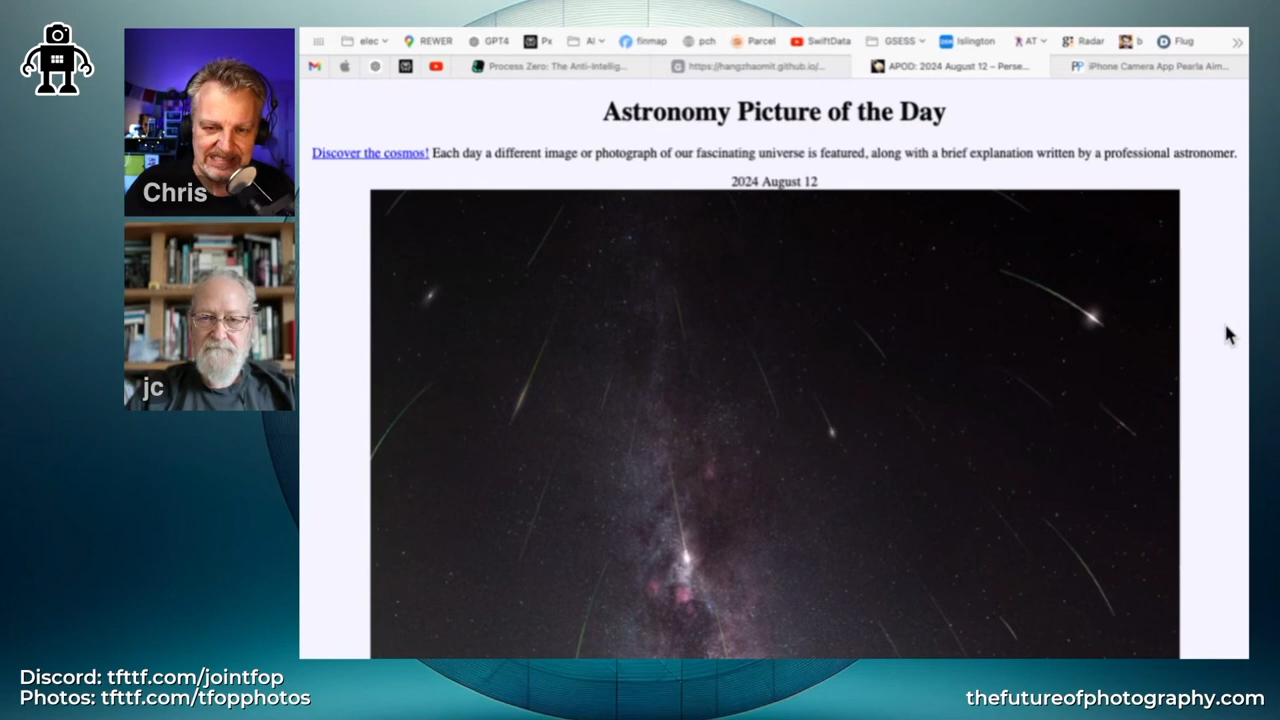 elec
REWER
GPT4
Px
AI
finmap
pch
Parcel
SwiftData
GSESS
Islington
AT
Radar
b
Flug
Process Zero: The Anti-Intellig...
https://hangzhaomit.github.io/...
APOD: 2024 August 12 – Perse...
iPhone Camera App Pearla Aim...
Astronomy Picture of the Day
Discover the cosmos! Each day a different image or photograph of our fascinating universe is featured, along with a brief explanation written by a professional astronomer.
2024 August 12
Chris
jc
Discord: tfttf.com/jointfop
Photos: tfttf.com/tfopphotos
thefutureofphotography.com